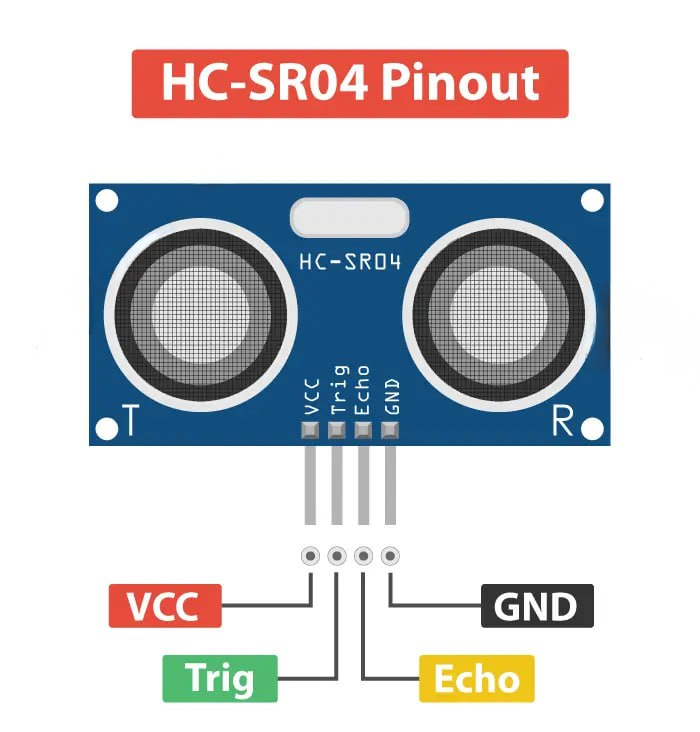 HC-SR04 Pinout
HC-SR04
VCC
Trig
Echo
GND
T
R
VCC
GND
Trig
Echo